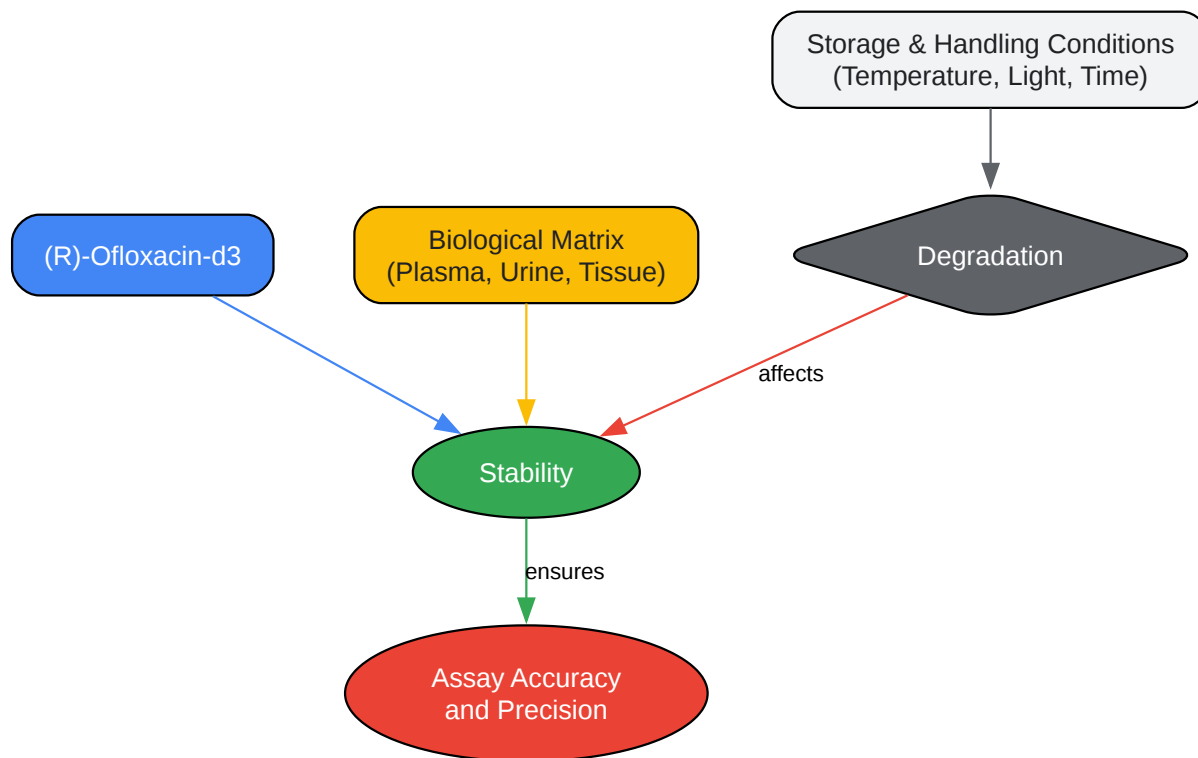 Storage & Handling Conditions
(Temperature, Light, Time)
(R)-Ofloxacin-d3
Biological Matrix
(Plasma, Urine, Tissue)
Degradation
affects
Stability
ensures
Assay Accuracy
and Precision